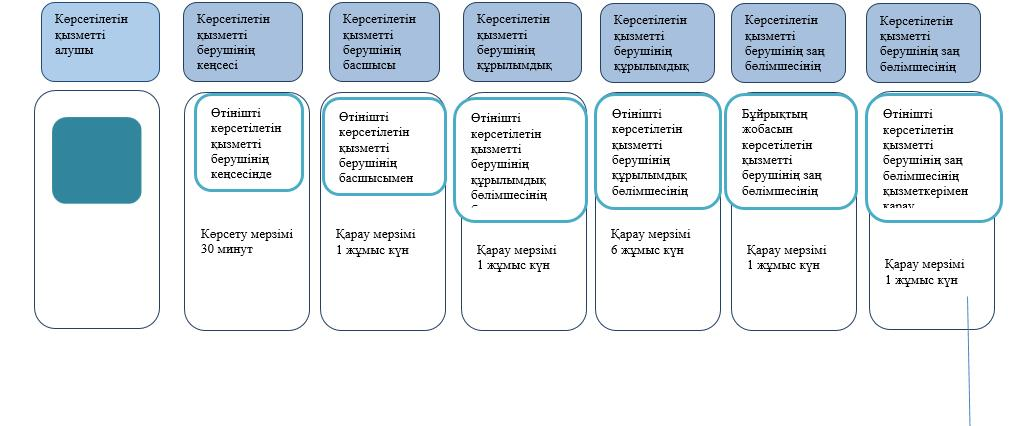 Көрсетілетін
қызметті
алушы
Көрсетілетін
қызметті
берушінің
кеңсесі
Көрсетілетін
қызметті
берушінің
басшысы
Көрсетілетін
қызметті
берушінің
құрылымдық
Көрсетілетін
қызметті
берушінің
құрылымдық
Көрсетілетін
қызметті
берушінің заң
бөлімшесінің
Көрсетілетін
қызметті
берушінің заң
бөлімшесінің
Өтінішті
көрсетілетін
қызметті
берушінің
кеңсесінде
Өтінішті
көрсетілетін
қызметті
берушінің
басшысымен
Өтінішті
көрсетілетін
қызметті
берушінің
құрылымдық
бөлімшесінің
Өтінішті
көрсетілетін
қызметті
берушінің
құрылымдық
бөлімшесінің
Бұйрықтың
жобасын
көрсетілетін
қызметті
берушінің заң
бөлімшесінің
Өтінішті
көрсетілетін
қызметті
берушінің заң
бөлімшесінің
қызметкерімен
қарау
Көрсету мерзімі
30 минут
Қарау мерзімі
1 жұмыс күн
Қарау мерзімі
1 жұмыс күн
Қарау мерзімі
6 жұмыс күн
Қарау мерзімі
1 жұмыс күн
Қарау мерзімі
1 жұмыс күн